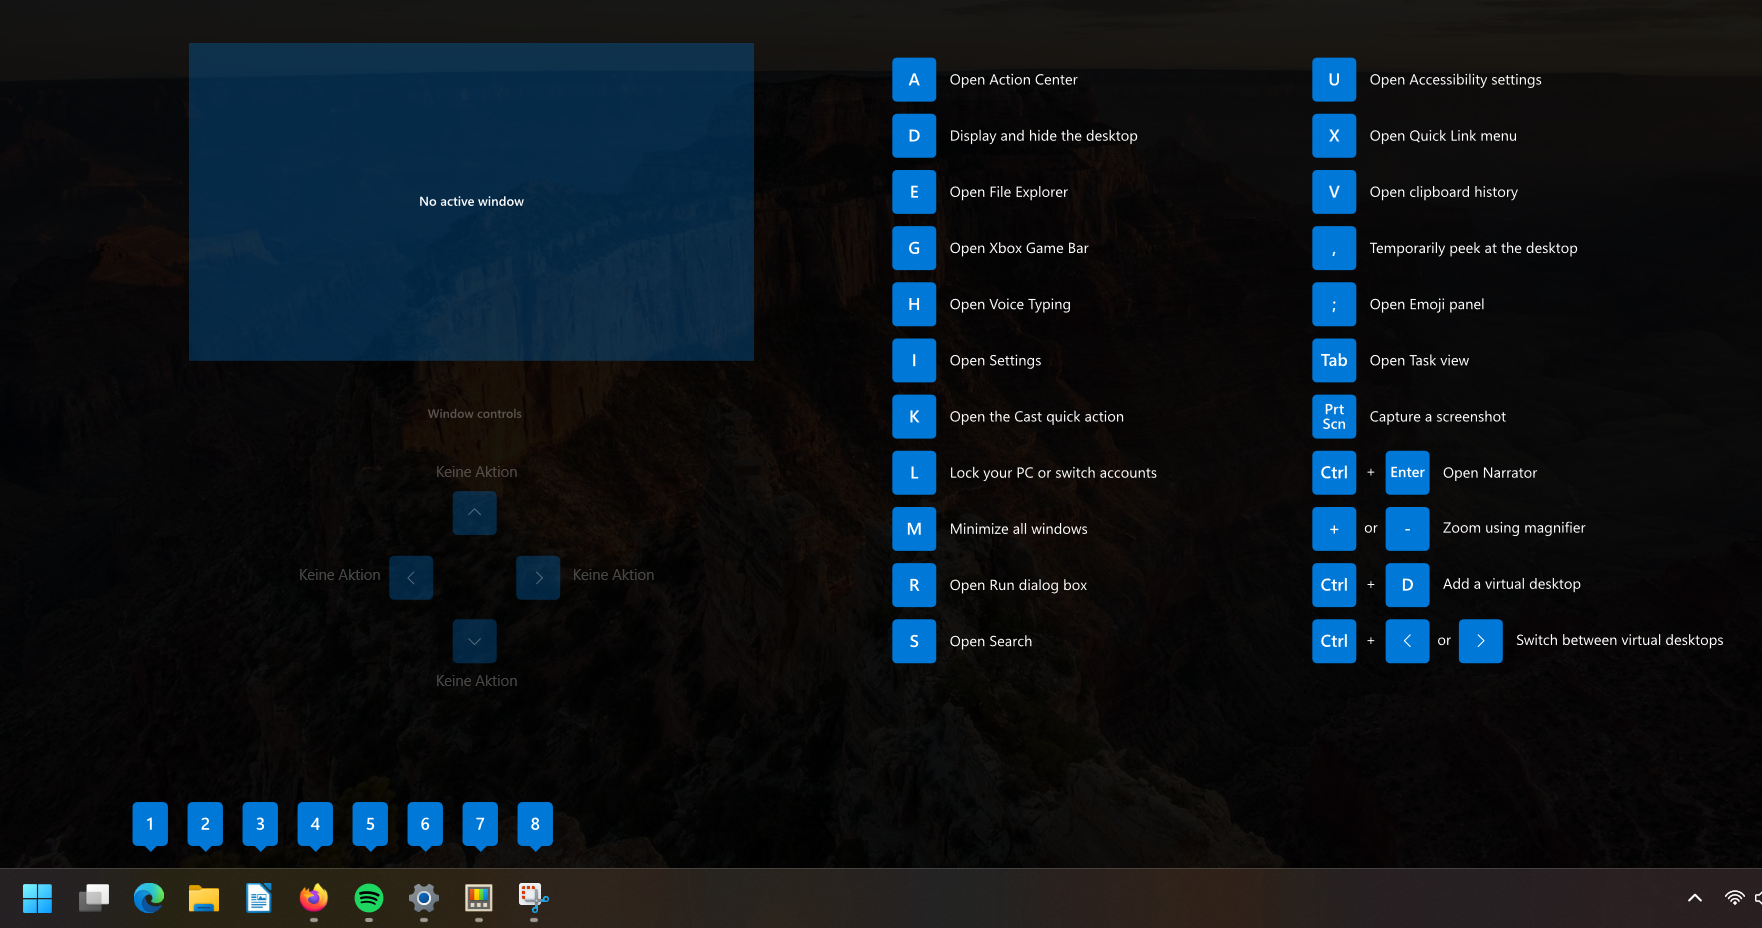 No active window
Window controls
Keine Aktion
Keine Aktion
Keine Aktion
Keine Aktion
A Open Action Center
D Display and hide the desktop
E Open File Explorer
G Open Xbox Game Bar
H Open Voice Typing
I Open Settings
K Open the Cast quick action
L Lock your PC or switch accounts
M Minimize all windows
R Open Run dialog box
S Open Search
U Open Accessibility settings
X Open Quick Link menu
V Open clipboard history
, Temporarily peek at the desktop
; Open Emoji panel
Tab Open Task view
Prt
Scn Capture a screenshot
Ctrl + Enter Open Narrator
+ or - Zoom using magnifier
Ctrl + D Add a virtual desktop
Ctrl + < or > Switch between virtual desktops
1 2 3 4 5 6 7 8